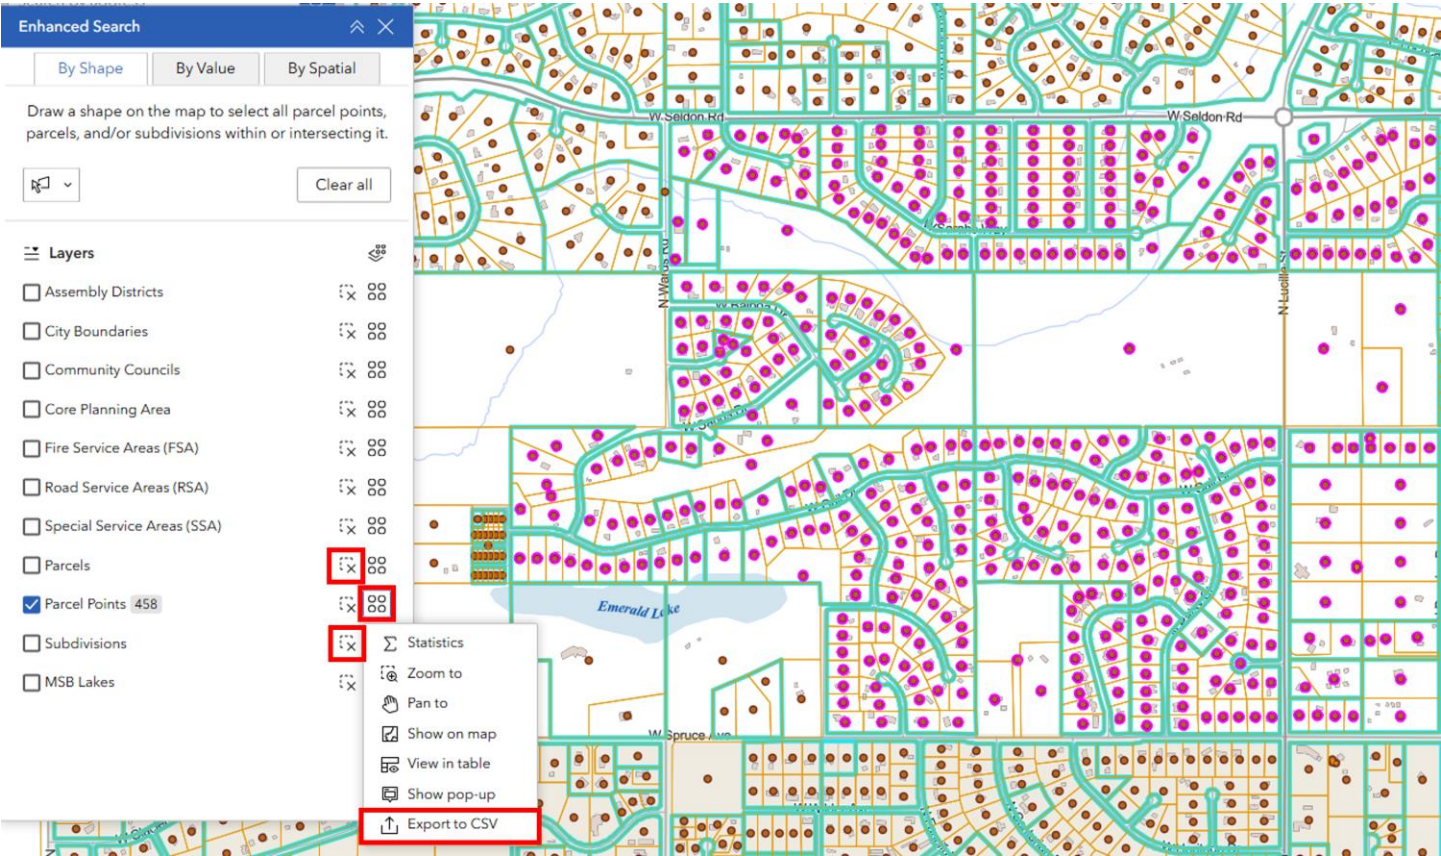 Enhanced Search
By Shape
By Value
By Spatial
Draw a shape on the map to select all parcel points,
parcels, and/or subdivisions within or intersecting it.
Clear all
Layers
Assembly Districts
City Boundaries
Community Councils
Core Planning Area
Fire Service Areas (FSA)
Road Service Areas (RSA)
Special Service Areas (SSA)
Parcels
Parcel Points 458
Subdivisions
MSB Lakes
Statistics
Zoom to
Pan to
Show on map
View in table
Show pop-up
Export to CSV
W Seldon Rd
W Seldon Rd
N Lucille St
Emerald Lake
W Spruce Ave